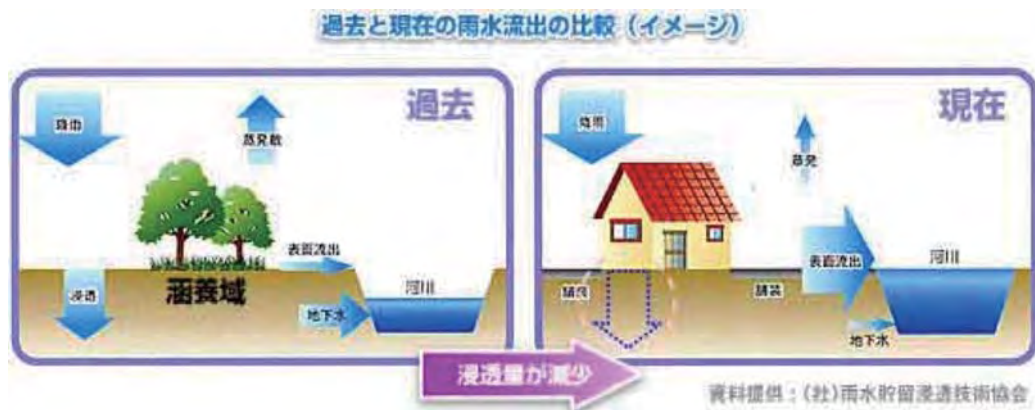 過去と現在の雨水流出の比較（イメージ）
過去
降雨
蒸発散
表面流出
涵養域
浸透
河川
地下水
現在
降雨
蒸発
表面流出
河川
舗装
舗装
地下水
浸透量が減少
資料提供：(社)雨水貯留浸透技術協会